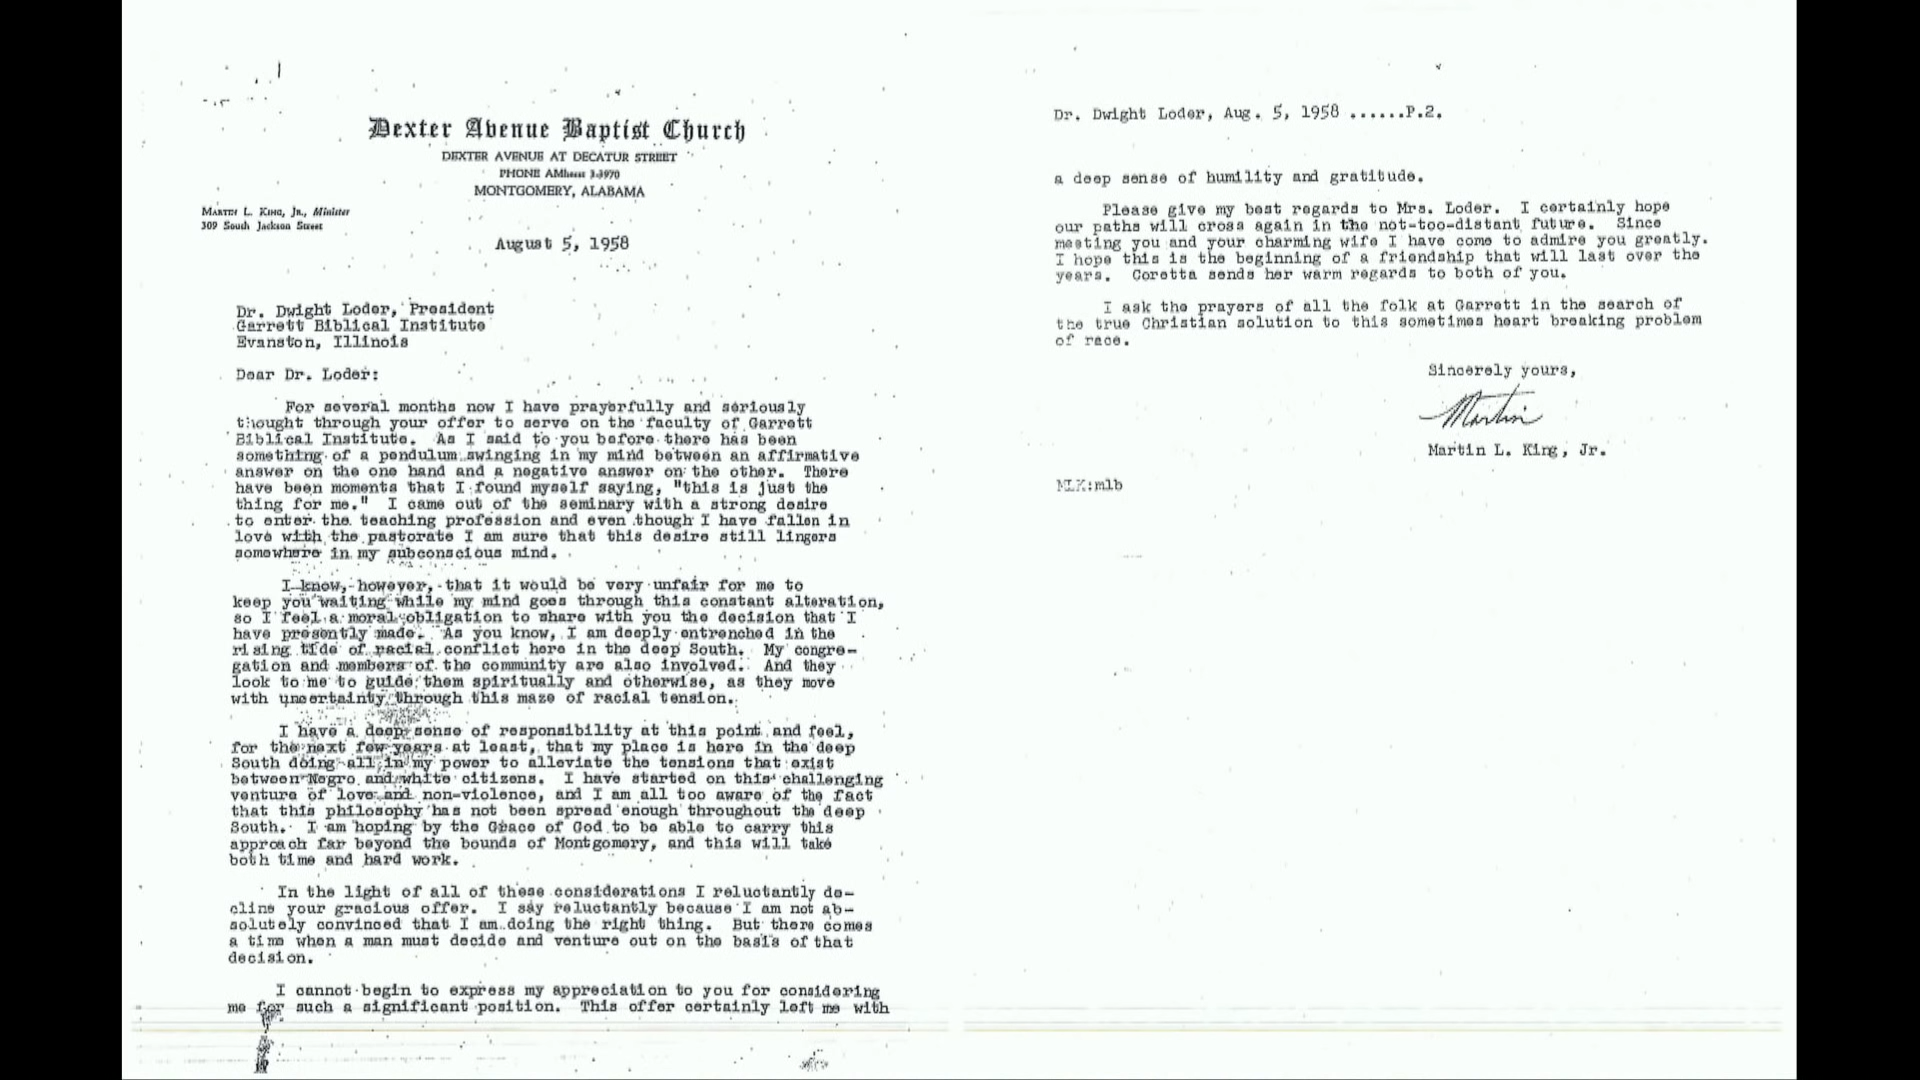 Dexter Avenue Baptist Church
DEXTER AVENUE AT DECATUR STREET
PHONE AMherst 3-3970
MONTGOMERY, ALABAMA
MARTIN L. KING, JR., Minister
309 South Jackson Street
August 5, 1958
Dr. Dwight Loder, President
Garrett Biblical Institute
Evanston, Illinois
Dear Dr. Loder:
For several months now I have prayerfully and seriously
thought through your offer to serve on the faculty of Garrett
Biblical Institute. As I said to you before there has been
something of a pendulum swinging in my mind between an affirmative
answer on the one hand and a negative answer on the other. There
have been moments that I found myself saying, "this is just the
thing for me." I came out of the seminary with a strong desire
to enter the teaching profession and even though I have fallen in
love with the pastorate I am sure that this desire still lingers
somewhere in my subconscious mind.
I know, however, that it would be very unfair for me to
keep you waiting while my mind goes through this constant alteration,
so I feel a moral obligation to share with you the decision that I
have presently made. As you know, I am deeply entrenched in the
rising tide of racial conflict here in the deep South. My congre-
gation and members of the community are also involved. And they
look to me to guide them spiritually and otherwise, as they move
with uncertainty through this maze of racial tension.
I have a deep sense of responsibility at this point and feel,
for the next few years at least, that my place is here in the deep
South doing all in my power to alleviate the tensions that exist
between Negro and white citizens. I have started on this challenging
venture of love and non-violence, and I am all too aware of the fact
that this philosophy has not been spread enough throughout the deep
South. I am hoping by the Grace of God to be able to carry this
approach far beyond the bounds of Montgomery, and this will take
both time and hard work.
In the light of all of these considerations I reluctantly de-
cline your gracious offer. I say reluctantly because I am not ab-
solutely convinced that I am doing the right thing. But there comes
a time when a man must decide and venture out on the basis of that
decision.
I cannot begin to express my appreciation to you for considering
me for such a significant position. This offer certainly left me with
Dr. Dwight Loder, Aug. 5, 1958 ......P.2.
a deep sense of humility and gratitude.
Please give my best regards to Mrs. Loder. I certainly hope
our paths will cross again in the not-too-distant future. Since
meeting you and your charming wife I have come to admire you greatly.
I hope this is the beginning of a friendship that will last over the
years. Coretta sends her warm regards to both of you.
I ask the prayers of all the folk at Garrett in the search of
the true Christian solution to this sometimes heart breaking problem
of race.
Sincerely yours,
Martin
Martin L. King, Jr.
MLK:mlb